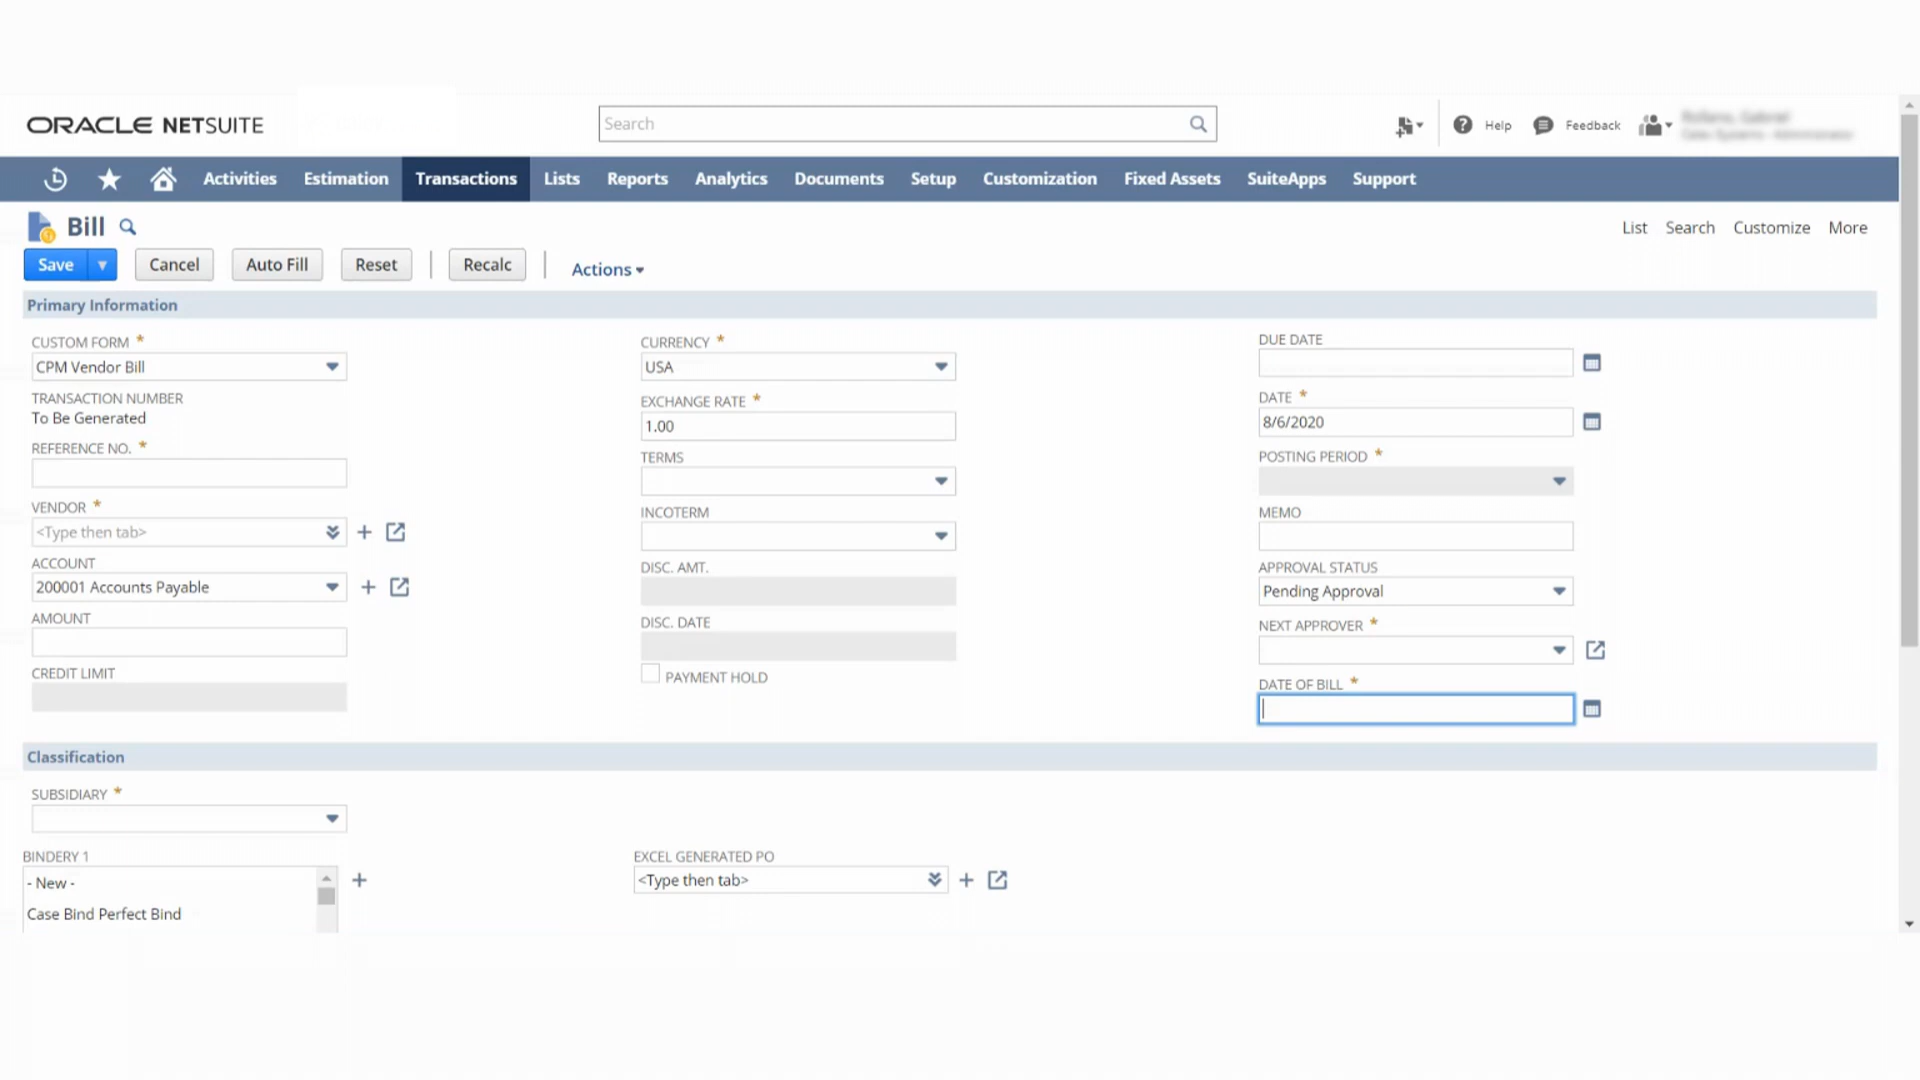 ORACLE NETSUITE
Search
Help
Feedback
Activities Estimation Transactions Lists Reports Analytics Documents Setup Customization Fixed Assets SuiteApps Support
Bill
List Search Customize More
Save Cancel Auto Fill Reset Recalc Actions
Primary Information
CUSTOM FORM *
CPM Vendor Bill
TRANSACTION NUMBER
To Be Generated
REFERENCE NO. *
VENDOR *
<Type then tab>
ACCOUNT
200001 Accounts Payable
AMOUNT
CREDIT LIMIT
CURRENCY *
USA
EXCHANGE RATE *
1.00
TERMS
INCOTERM
DISC. AMT.
DISC. DATE
PAYMENT HOLD
DUE DATE
DATE *
8/6/2020
POSTING PERIOD *
MEMO
APPROVAL STATUS
Pending Approval
NEXT APPROVER *
DATE OF BILL *
Classification
SUBSIDIARY *
BINDERY 1
- New -
Case Bind Perfect Bind
EXCEL GENERATED PO
<Type then tab>